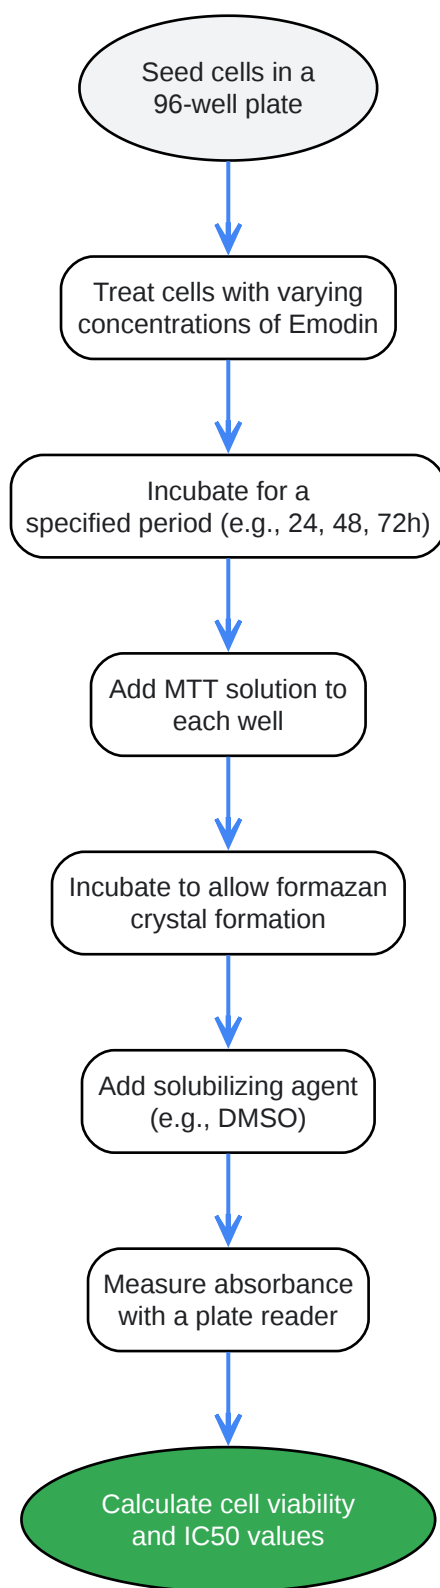 Seed cells in a
96-well plate
Treat cells with varying
concentrations of Emodin
Incubate for a
specified period (e.g., 24, 48, 72h)
Add MTT solution to
each well
Incubate to allow formazan
crystal formation
Add solubilizing agent
(e.g., DMSO)
Measure absorbance
with a plate reader
Calculate cell viability
and IC50 values